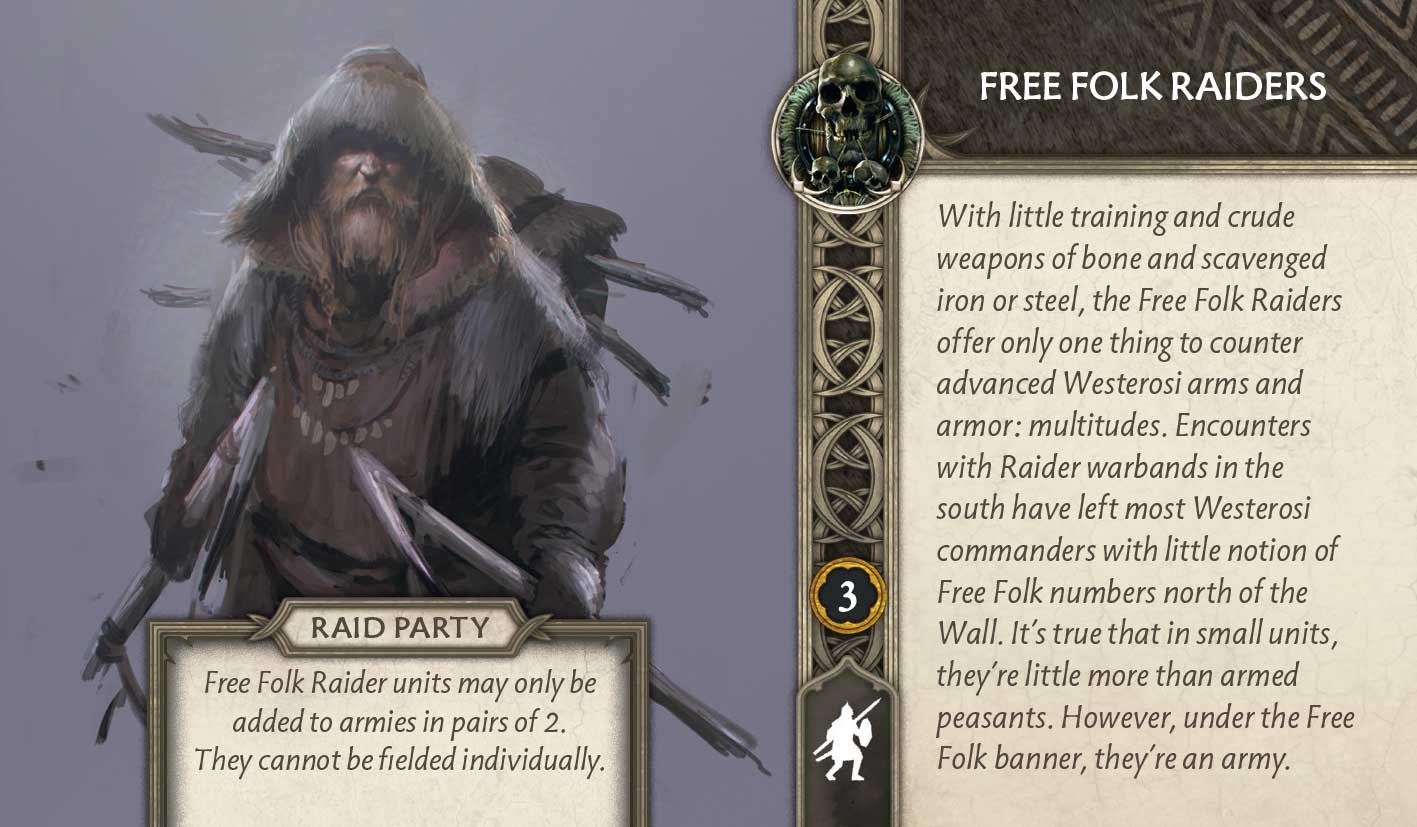 FREE FOLK RAIDERS
With little training and crude
weapons of bone and scavenged
iron or steel, the Free Folk Raiders
offer only one thing to counter
advanced Westerosi arms and
armor: multitudes. Encounters
with Raider warbands in the
south have left most Westerosi
commanders with little notion of
Free Folk numbers north of the
Wall. It’s true that in small units,
they’re little more than armed
peasants. However, under the Free
Folk banner, they’re an army.
3
RAID PARTY
Free Folk Raider units may only be
added to armies in pairs of 2.
They cannot be fielded individually.